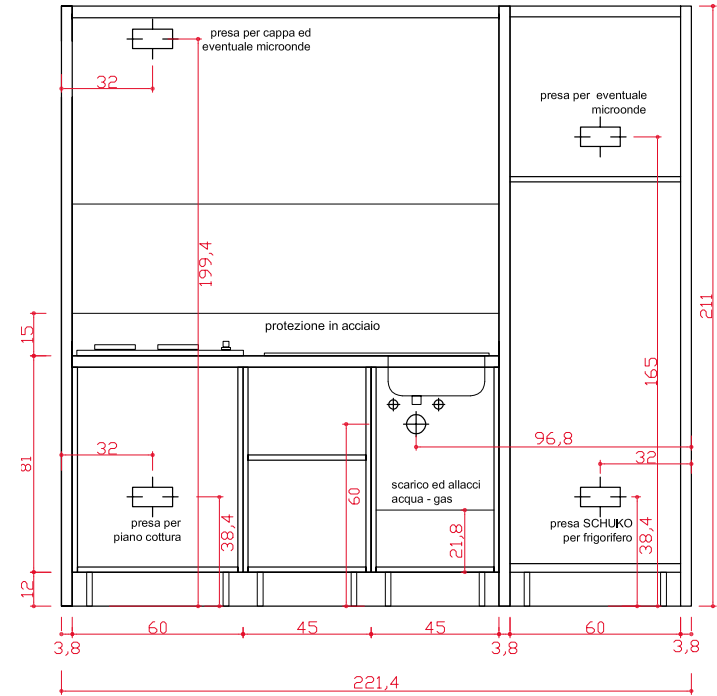 presa per cappa ed
eventuale microonde
32
presa per eventuale
microonde
199,4
211
15
protezione in acciaio
165
96,8
32
32
81
60
scarico ed allacci
acqua - gas
presa per
piano cottura
38,4
21,8
presa SCHUKO
per frigorifero
38,4
12
60
45
45
60
3,8
3,8
3,8
221,4